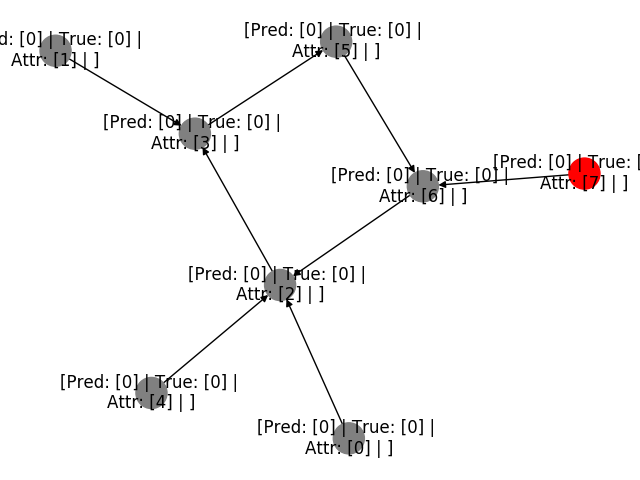 [Pred: [0] | True: [0] |
Attr: [5] | ]
d: [0] | True: [0] |
Attr: [1] | ]
[Pred: [0] | True: [0] |
Attr: [3] | ]
[Pred: [0] | True: [
Attr: [7] | ]
[Pred: [0] | True: [0] |
Attr: [6] | ]
[Pred: [0] | True: [0] |
Attr: [2] | ]
[Pred: [0] | True: [0] |
Attr: [4] | ]
[Pred: [0] | True: [0] |
Attr: [0] | ]